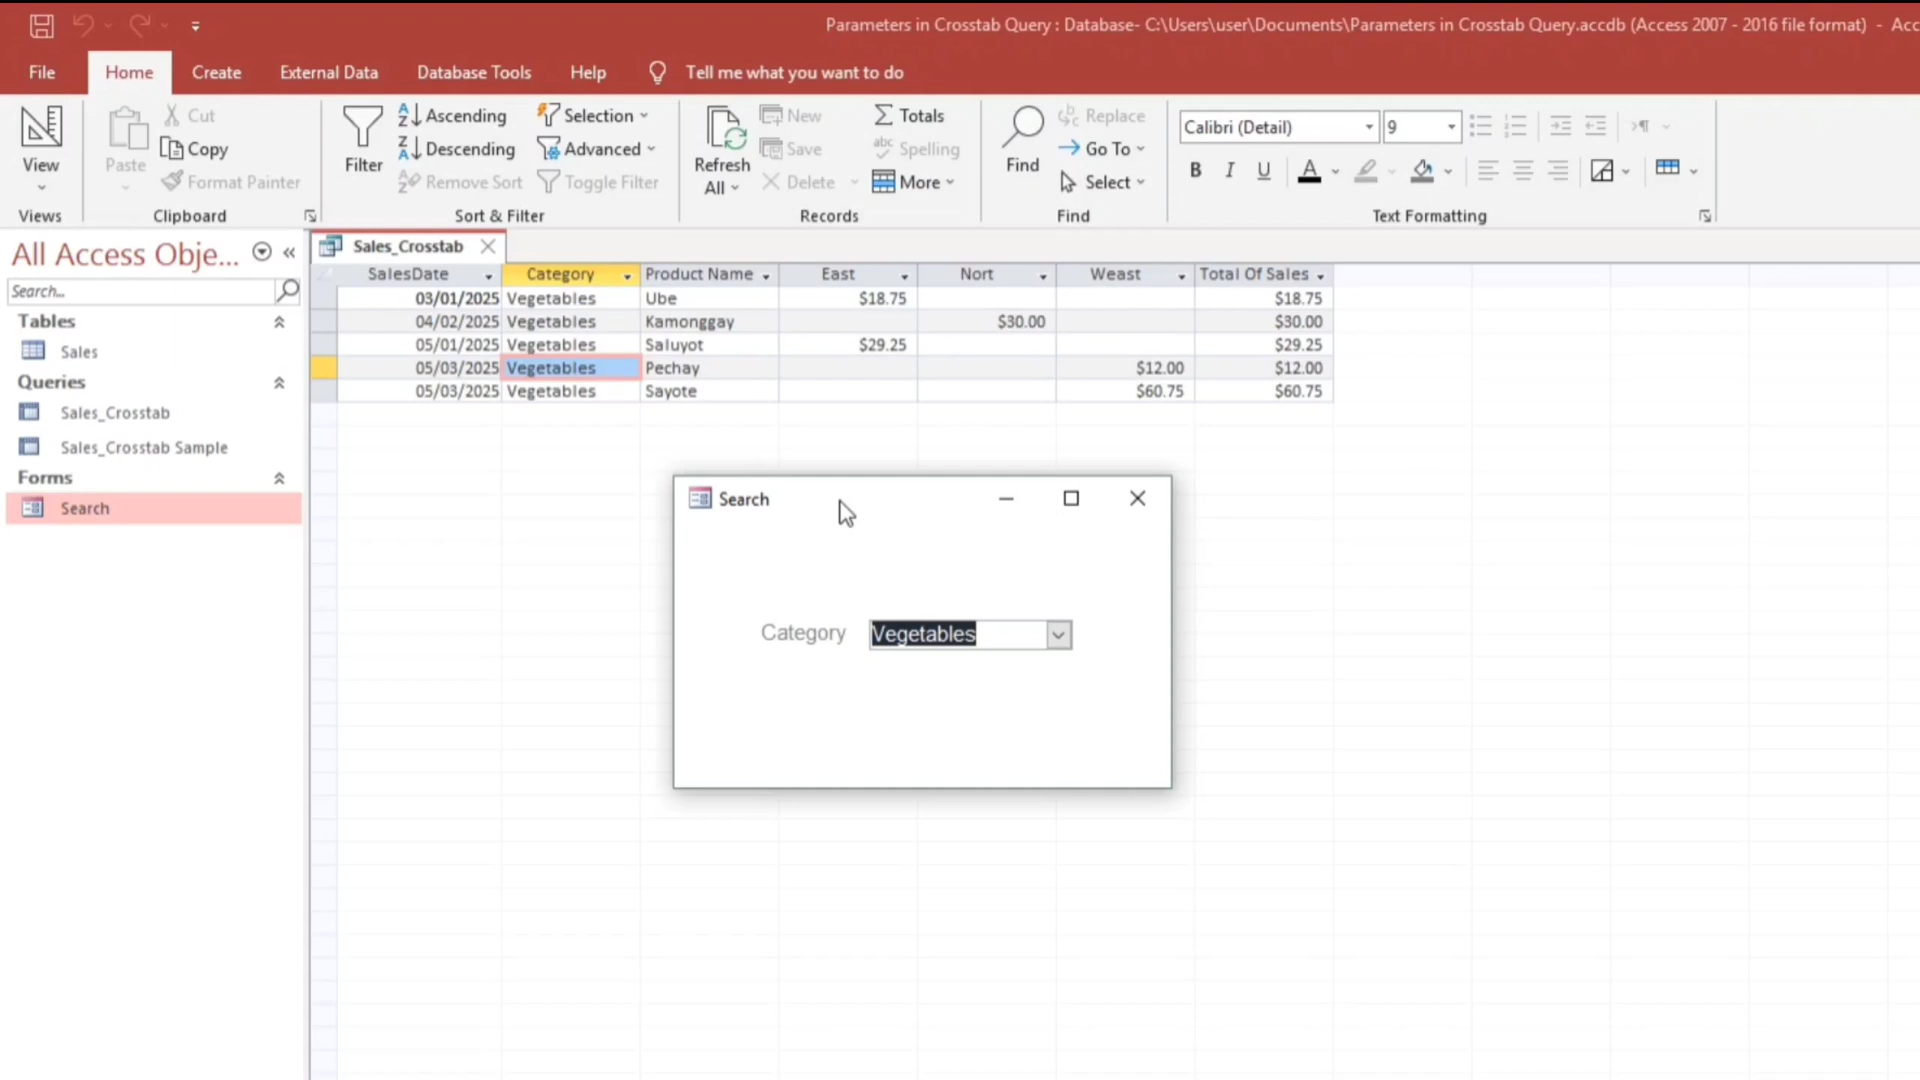 Parameters in Crosstab Query : Database- C:\Users\user\Documents\Parameters in Crosstab Query.accdb (Access 2007 - 2016 file format) - Acc
File Home Create External Data Database Tools Help Tell me what you want to do
View
Views
Paste
Cut
Copy
Format Painter
Clipboard
Filter
Ascending
Descending
Remove Sort
Selection
Advanced
Toggle Filter
Sort & Filter
Refresh
All
New
Save
Delete
Totals
Spelling
More
Records
Find
Replace
Go To
Select
Find
Calibri (Detail) 9
B I U A
Text Formatting
All Access Obje...
Search...
Tables
Sales
Queries
Sales_Crosstab
Sales_Crosstab Sample
Forms
Search
Sales_Crosstab
SalesDate Category Product Name East Nort Weast Total Of Sales
03/01/2025 Vegetables Ube $18.75 $18.75
04/02/2025 Vegetables Kamonggay $30.00 $30.00
05/01/2025 Vegetables Saluyot $29.25 $29.25
05/03/2025 Vegetables Pechay $12.00 $12.00
05/03/2025 Vegetables Sayote $60.75 $60.75
Search
Category Vegetables